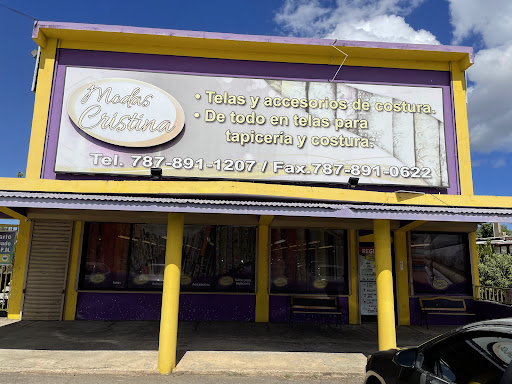 Modas
Cristina
• Telas y accesorios de costura.
• De todo en telas para
tapicería y costura.
Tel. 787-891-1207 / Fax.787-891-0622